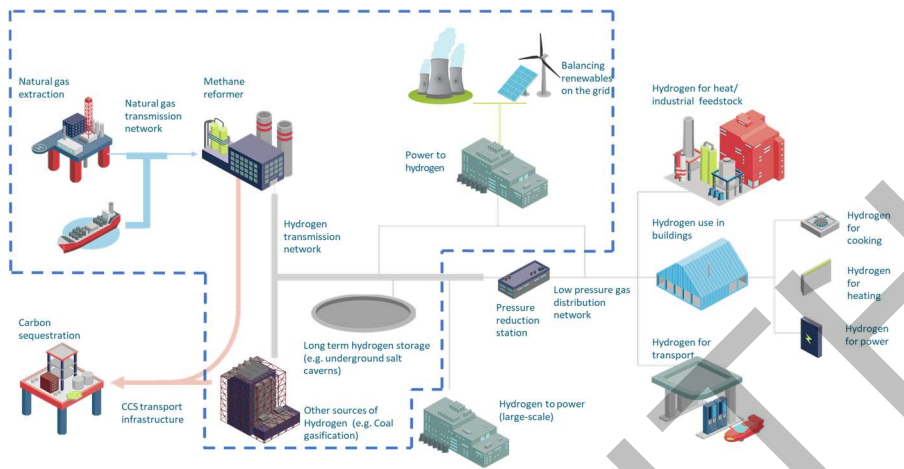 Natural gas
extraction
Natural gas
transmission
network
Methane
reformer
Balancing
renewables
on the grid
Hydrogen for heat/
industrial feedstock
Power to
hydrogen
Hydrogen
transmission
network
Hydrogen use in
buildings
Hydrogen
for
cooking
Hydrogen
for
heating
Hydrogen
for power
Low pressure gas
distribution
network
Pressure
reduction
station
Hydrogen for
transport
Carbon
sequestration
Long term hydrogen storage
(e.g. underground salt
caverns)
CCS transport
infrastructure
Other sources of
Hydrogen (e.g. Coal
gasification)
Hydrogen to power
(large-scale)